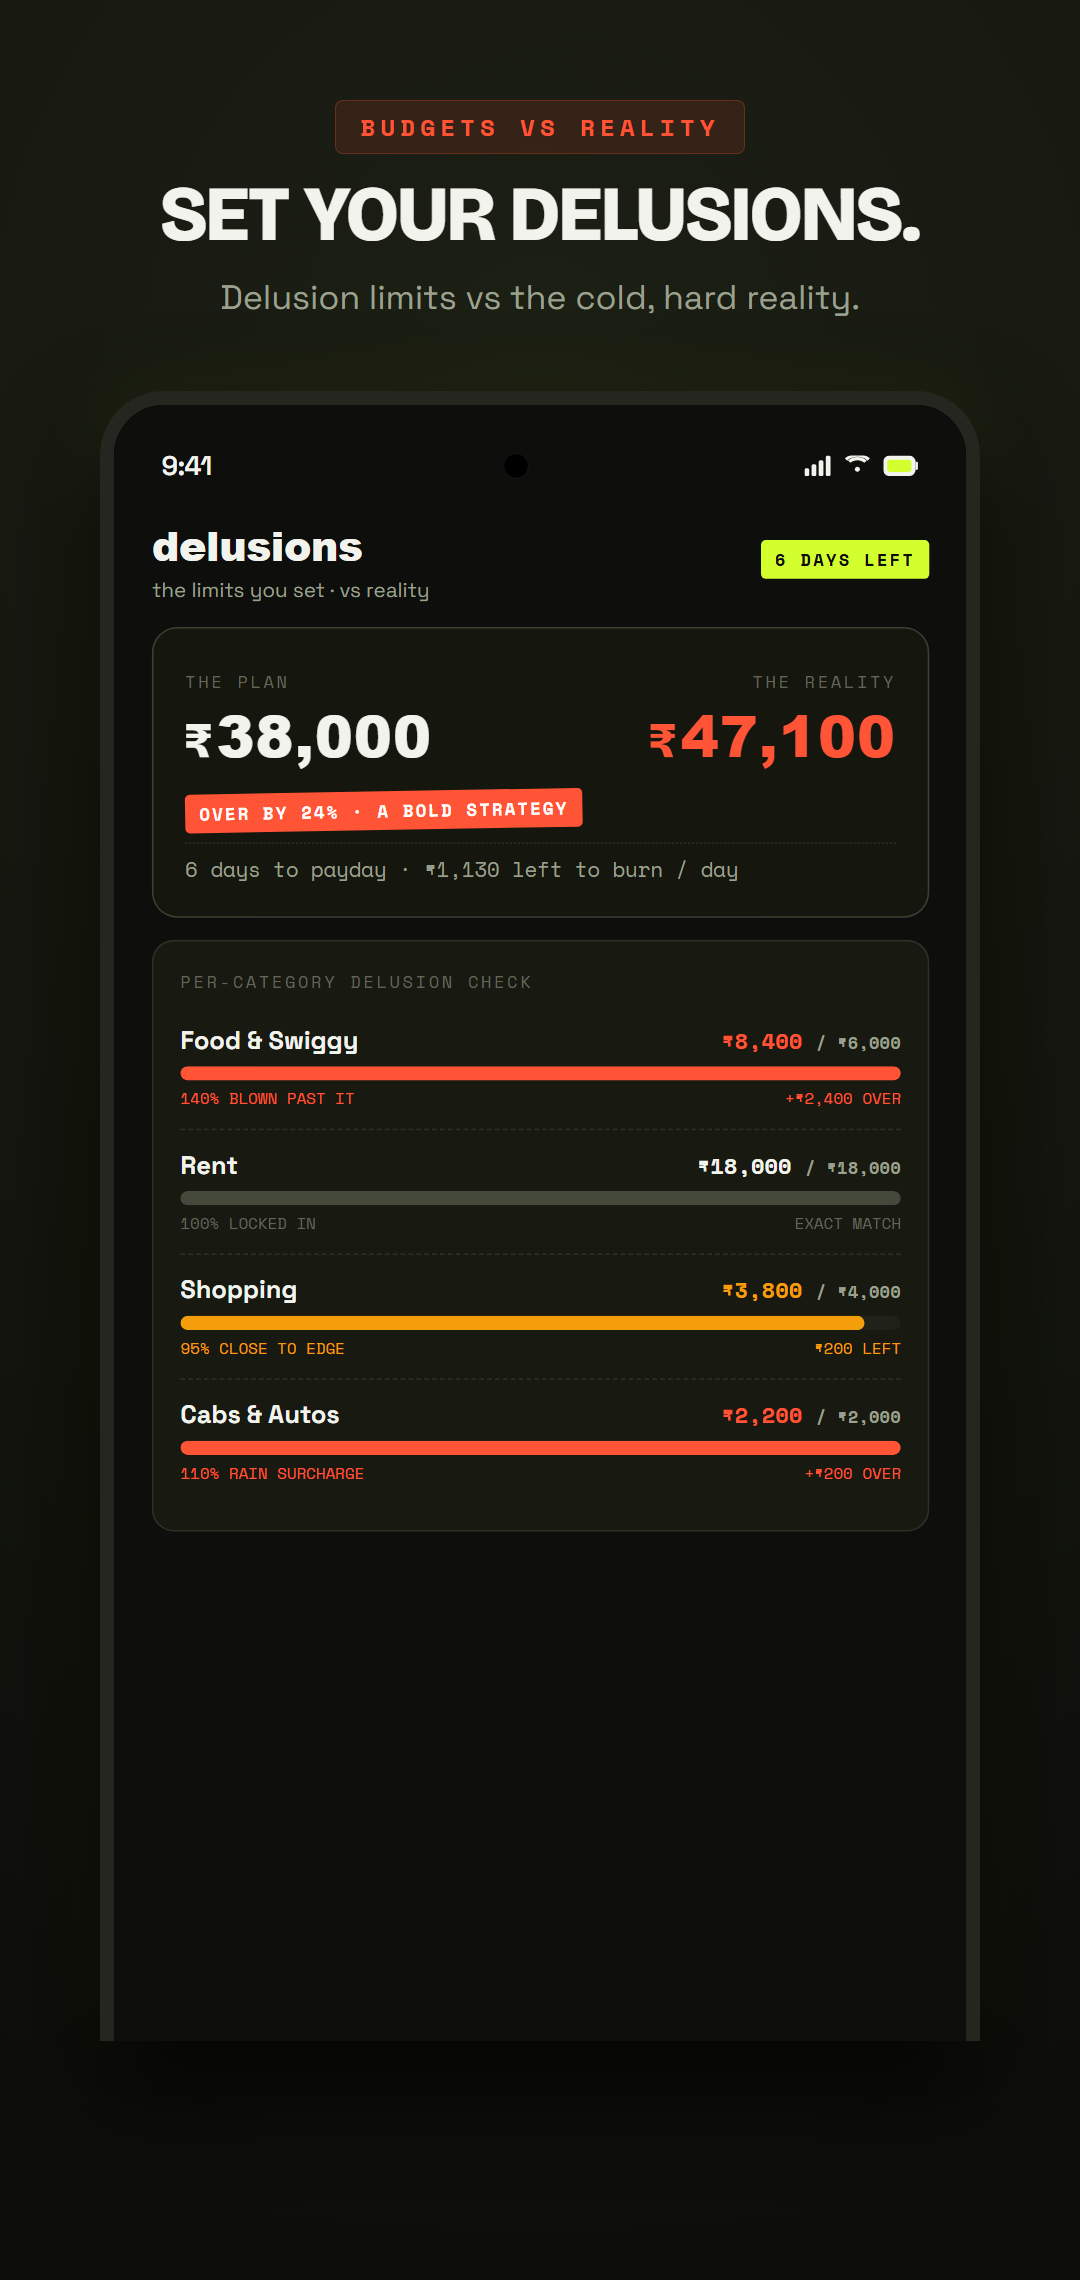 BUDGETS VS REALITY
SET YOUR DELUSIONS.
Delusion limits vs the cold, hard reality.
9:41
delusions
6 DAYS LEFT
the limits you set · vs reality
THE PLAN THE REALITY
₹38,000 ₹47,100
OVER BY 24% · A BOLD STRATEGY
6 days to payday · ₹1,130 left to burn / day
PER-CATEGORY DELUSION CHECK
Food & Swiggy ₹8,400 / ₹6,000
140% BLOWN PAST IT +₹2,400 OVER
Rent ₹18,000 / ₹18,000
100% LOCKED IN EXACT MATCH
Shopping ₹3,800 / ₹4,000
95% CLOSE TO EDGE ₹200 LEFT
Cabs & Autos ₹2,200 / ₹2,000
110% RAIN SURCHARGE +₹200 OVER